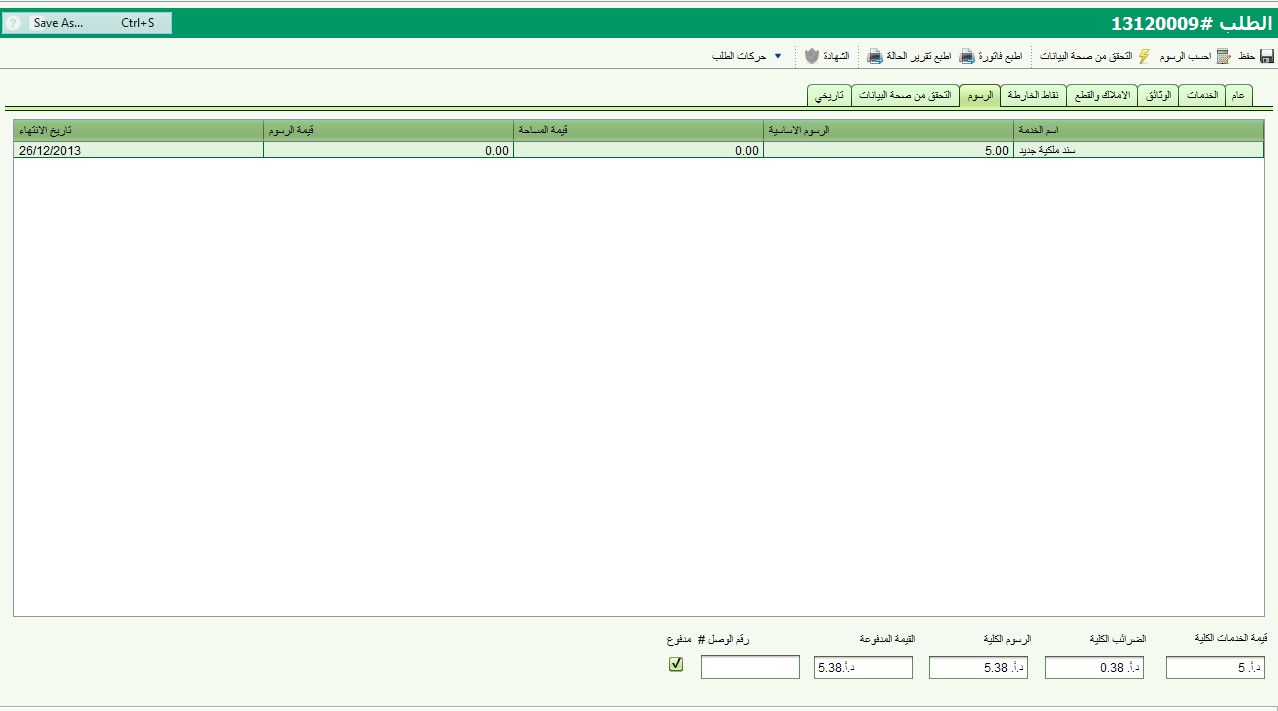 الطلب #13120009
Save As... Ctrl+S
حفظ احسب الرسوم التحقق من صحة البيانات اطبع فاتورة اطبع تقرير الحالة الشهادة حركات الطلب
عام الخدمات الوثائق الاملاك والقطع نقاط الخارطة الرسوم التحقق من صحة البيانات تاريخي
اسم الخدمة الرسوم الاساسية قيمة المساحة قيمة الرسوم تاريخ الانتهاء
سند ملكية جديد 5.00 0.00 0.00 26/12/2013
قيمة الخدمات الكلية الضرائب الكلية الرسوم الكلية القيمة المدفوعة رقم الوصل # مدفوع
د.أ. 5 د.أ. 0.38 د.أ. 5.38 د.أ.5.38